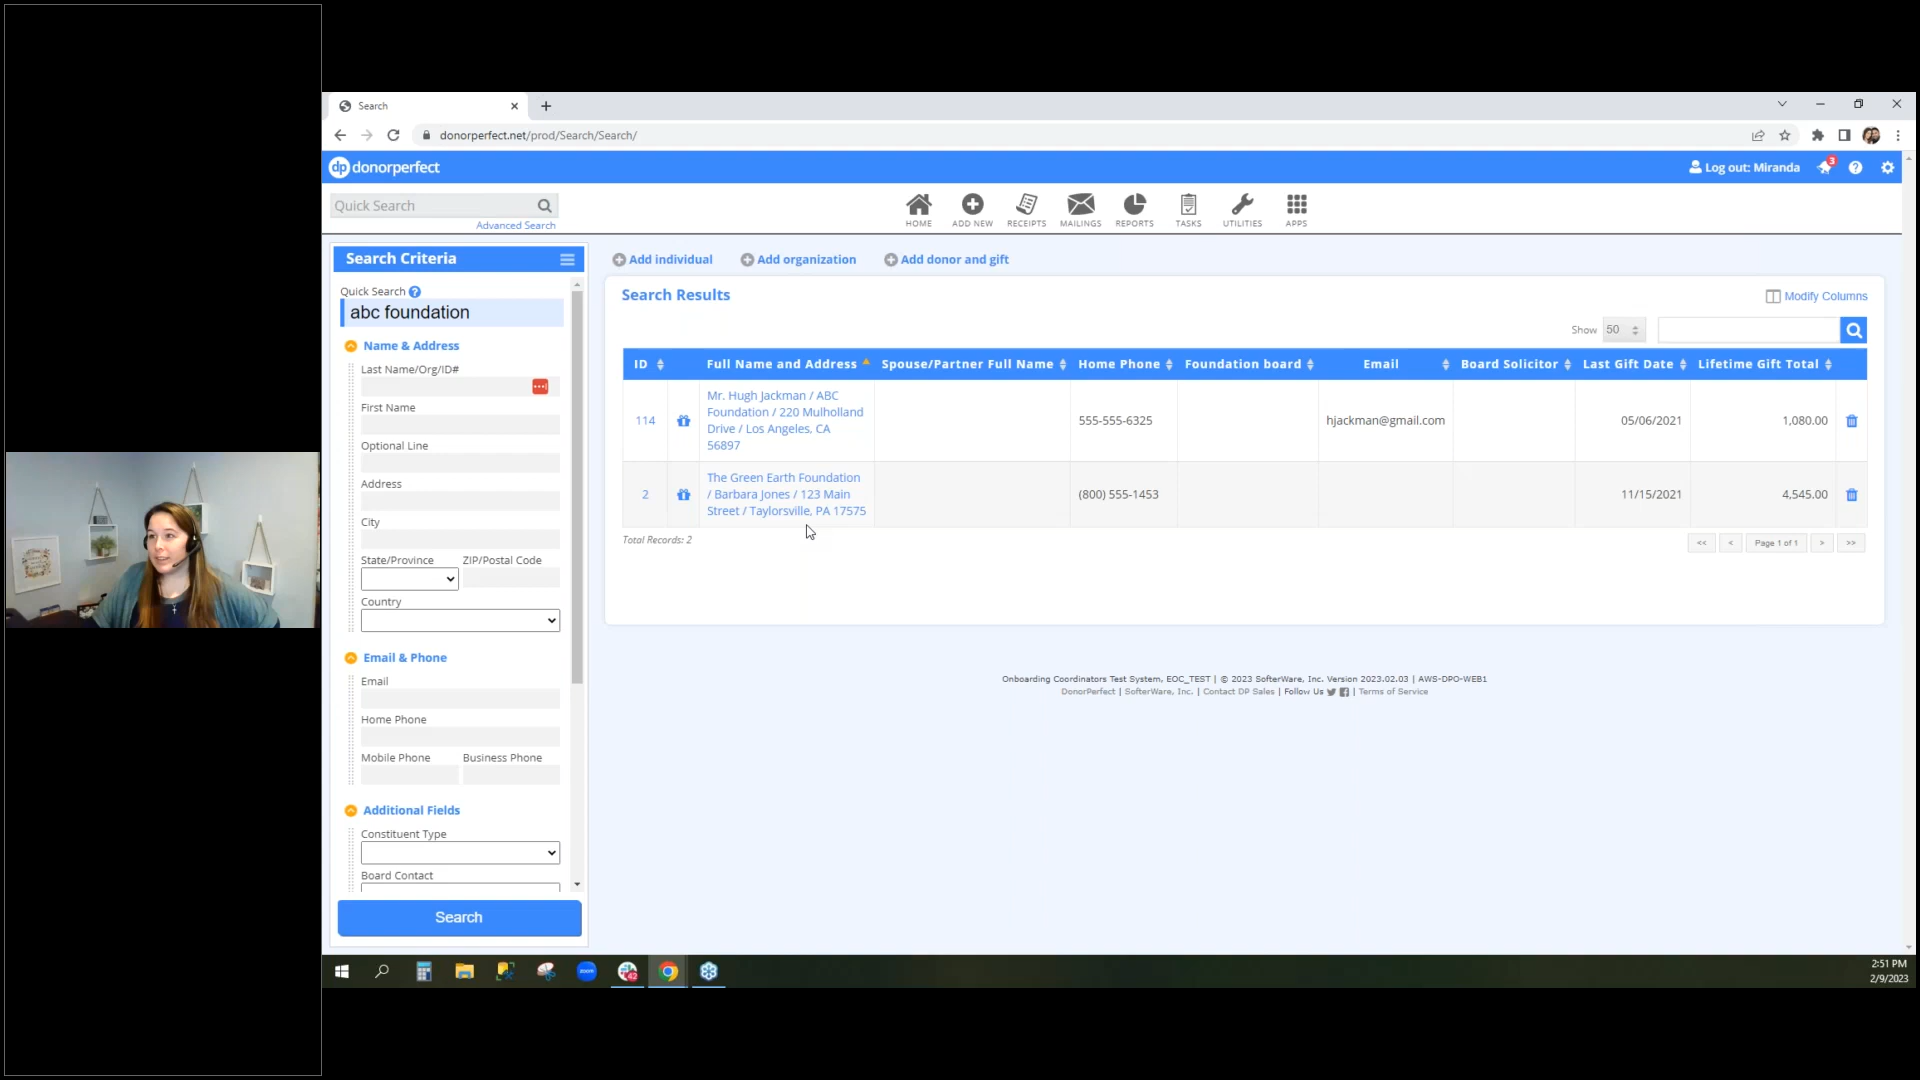 Search
donorperfect.net/prod/Search/Search/
dp donorperfect
Log out: Miranda
3
Quick Search
Advanced Search
HOME
ADD NEW
RECEIPTS
MAILINGS
REPORTS
TASKS
UTILITIES
APPS
Search Criteria
Quick Search
abc foundation
Name & Address
Last Name/Org/ID#
First Name
Optional Line
Address
City
State/Province ZIP/Postal Code
Country
Email & Phone
Email
Home Phone
Mobile Phone Business Phone
Additional Fields
Constituent Type
Board Contact
Search
Add individual Add organization Add donor and gift
Search Results
Modify Columns
Show 50
ID Full Name and Address Spouse/Partner Full Name Home Phone Foundation board Email Board Solicitor Last Gift Date Lifetime Gift Total
114
Mr. Hugh Jackman / ABC
Foundation / 220 Mulholland
Drive / Los Angeles, CA
56897
555-555-6325
hjackman@gmail.com
05/06/2021
1,080.00
2
The Green Earth Foundation
/ Barbara Jones / 123 Main
Street / Taylorsville, PA 17575
(800) 555-1453
11/15/2021
4,545.00
Total Records: 2
<< < Page 1 of 1 > >>
Onboarding Coordinators Test System, EOC_TEST | © 2023 SofterWare, Inc. Version 2023.02.03 | AWS-DPO-WEB1
DonorPerfect | SofterWare, Inc. | Contact DP Sales | Follow Us | Terms of Service
zoom
42
2:51 PM
2/9/2023